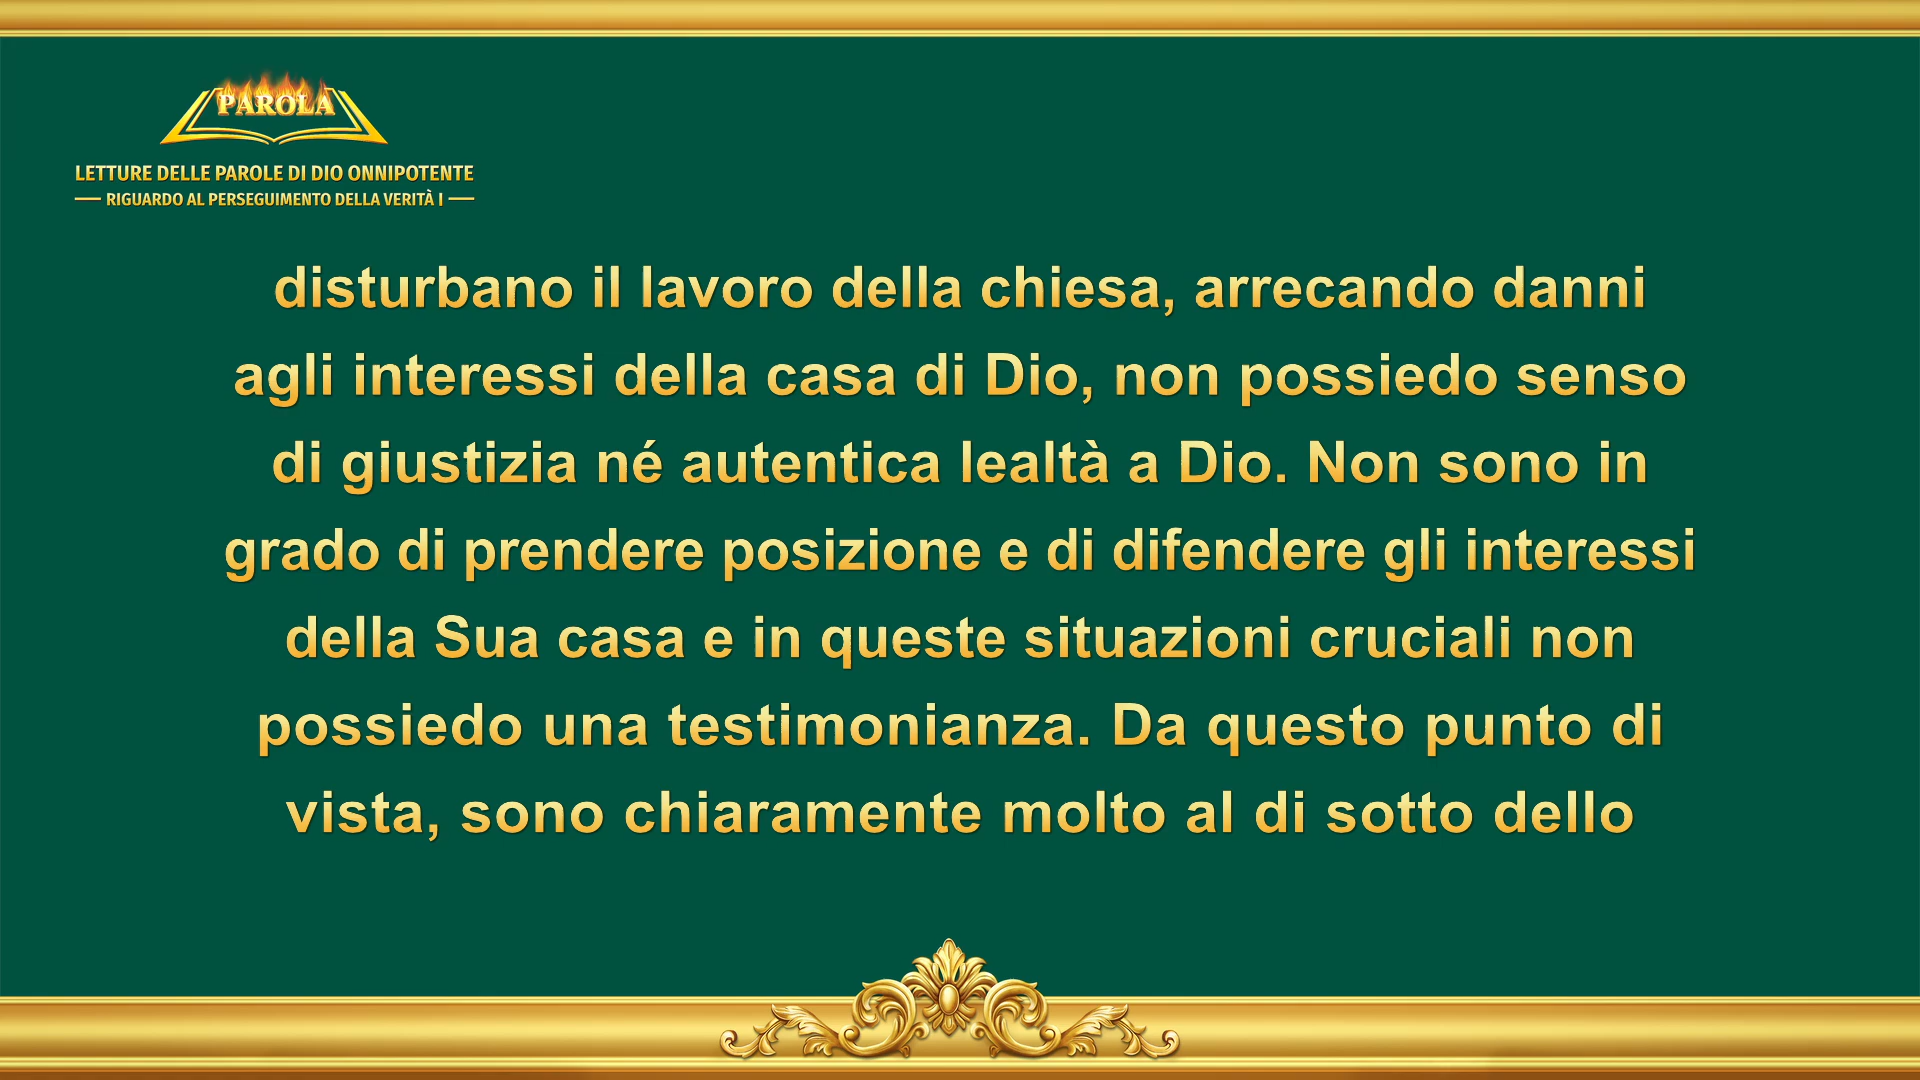 PAROLA
LETTURE DELLE PAROLE DI DIO ONNIPOTENTE
RIGUARDO AL PERSEGUIMENTO DELLA VERITÀ I
disturbano il lavoro della chiesa, arrecando danni
agli interessi della casa di Dio, non possiedo senso
di giustizia né autentica lealtà a Dio. Non sono in
grado di prendere posizione e di difendere gli interessi
della Sua casa e in queste situazioni cruciali non
possiedo una testimonianza. Da questo punto di
vista, sono chiaramente molto al di sotto dello